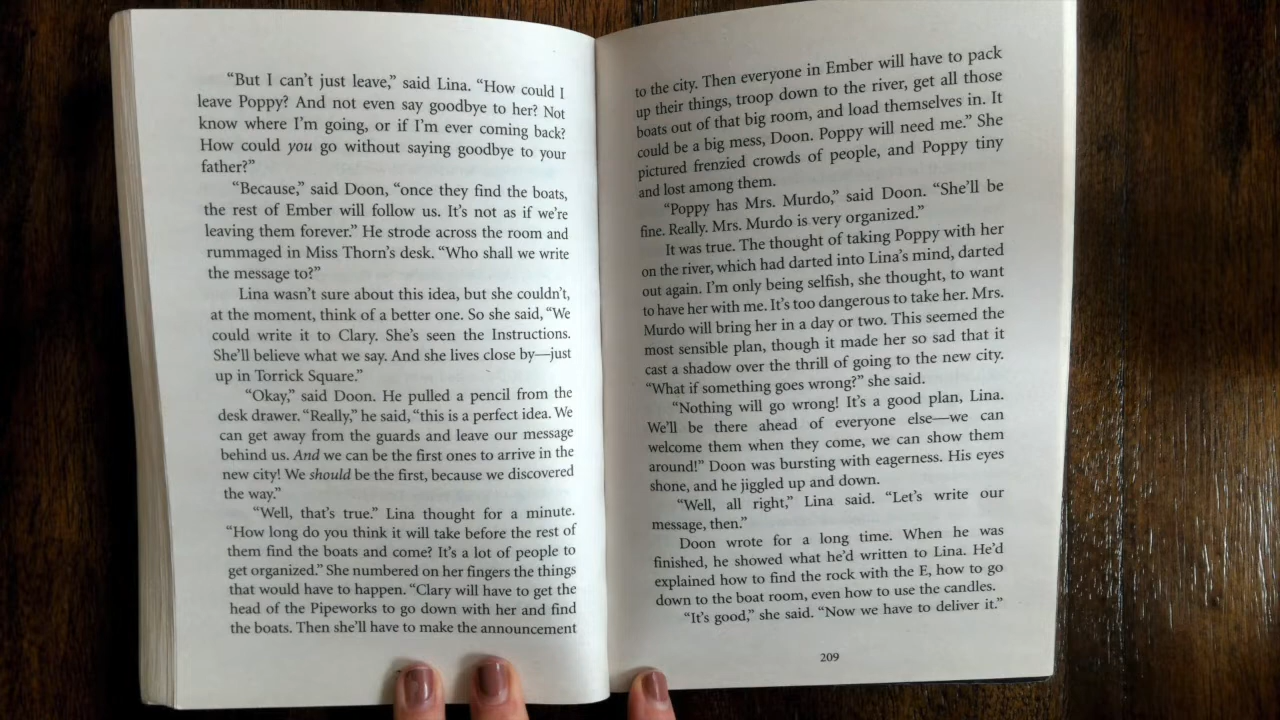 “But I can’t just leave,” said Lina. “How could I
leave Poppy? And not even say goodbye to her? Not
know where I’m going, or if I’m ever coming back?
How could you go without saying goodbye to your
father?”
“Because,” said Doon, “once they find the boats,
the rest of Ember will follow us. It’s not as if we’re
leaving them forever.” He strode across the room and
rummaged in Miss Thorn’s desk. “Who shall we write
the message to?”
Lina wasn’t sure about this idea, but she couldn’t,
at the moment, think of a better one. So she said, “We
could write it to Clary. She’s seen the Instructions.
She’ll believe what we say. And she lives close by—just
up in Torrick Square.”
“Okay,” said Doon. He pulled a pencil from the
desk drawer. “Really,” he said, “this is a perfect idea. We
can get away from the guards and leave our message
behind us. And we can be the first ones to arrive in the
new city! We should be the first, because we discovered
the way.”
“Well, that’s true.” Lina thought for a minute.
“How long do you think it will take before the rest of
them find the boats and come? It’s a lot of people to
get organized.” She numbered on her fingers the things
that would have to happen. “Clary will have to get the
head of the Pipeworks to go down with her and find
the boats. Then she’ll have to make the announcement
to the city. Then everyone in Ember will have to pack
up their things, troop down to the river, get all those
boats out of that big room, and load themselves in. It
could be a big mess, Doon. Poppy will need me.” She
pictured frenzied crowds of people, and Poppy tiny
and lost among them.
“Poppy has Mrs. Murdo,” said Doon. “She’ll be
fine. Really. Mrs. Murdo is very organized.”
It was true. The thought of taking Poppy with her
on the river, which had darted into Lina’s mind, darted
out again. I’m only being selfish, she thought, to want
to have her with me. It’s too dangerous to take her. Mrs.
Murdo will bring her in a day or two. This seemed the
most sensible plan, though it made her so sad that it
cast a shadow over the thrill of going to the new city.
“What if something goes wrong?” she said.
“Nothing will go wrong! It’s a good plan, Lina.
We’ll be there ahead of everyone else—we can
welcome them when they come, we can show them
around!” Doon was bursting with eagerness. His eyes
shone, and he jiggled up and down.
“Well, all right,” Lina said. “Let’s write our
message, then.”
Doon wrote for a long time. When he was
finished, he showed what he’d written to Lina. He’d
explained how to find the rock with the E, how to go
down to the boat room, even how to use the candles.
“It’s good,” she said. “Now we have to deliver it.”
209